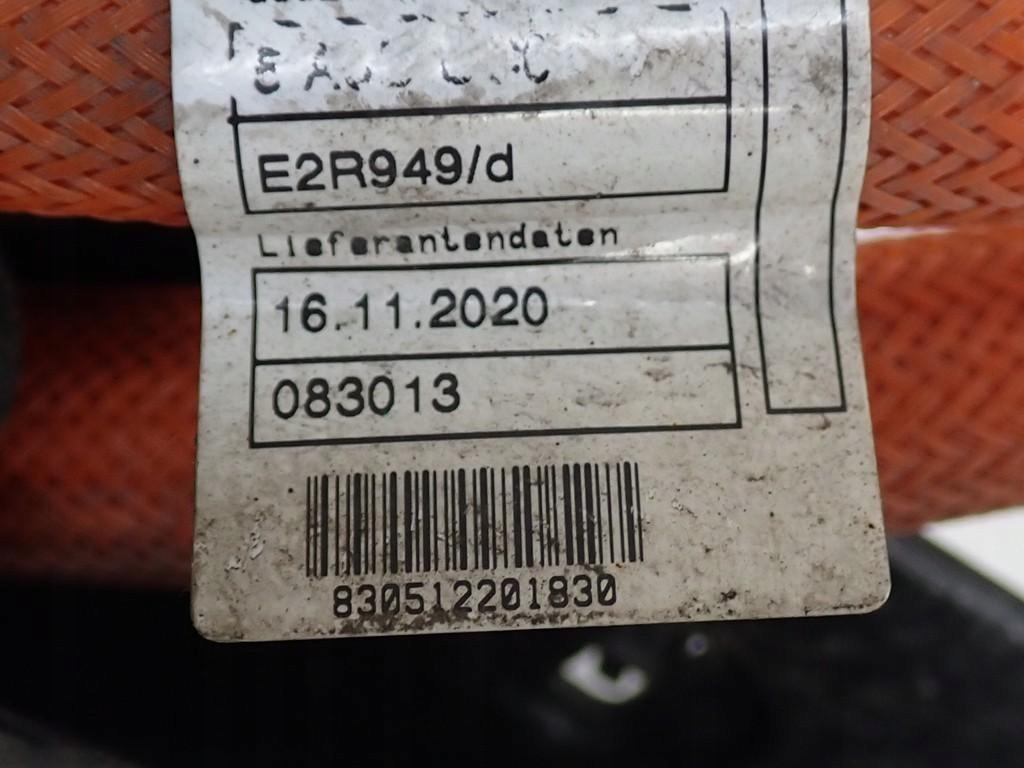 E2R949/d
Lieferantendaten
16.11.2020
083013
830512201830